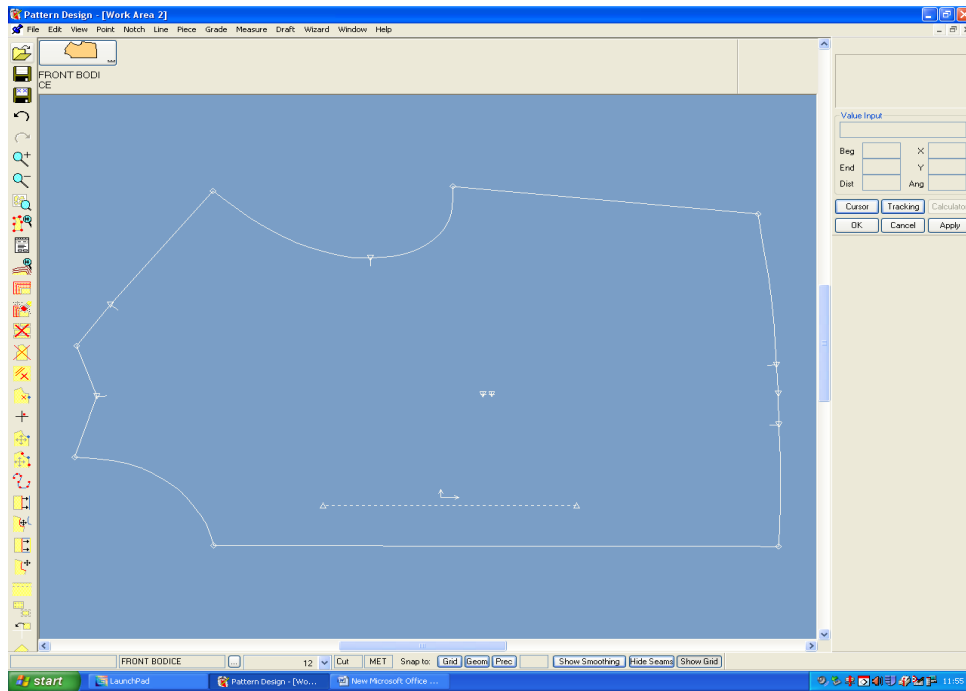 Pattern Design - [Work Area 2]
File Edit View Point Notch Line Piece Grade Measure Draft Wizard Window Help
FRONT BODI
CE
Value Input
Beg X
End Y
Dist Ang
Cursor Tracking Calculato
OK Cancel Apply
FRONT BODICE ... 12 Cut MET Snap to: Grid Geom Prec Show Smoothing Hide Seams Show Grid
start LaunchPad Pattern Design - [Wo... New Microsoft Office ... 11:55